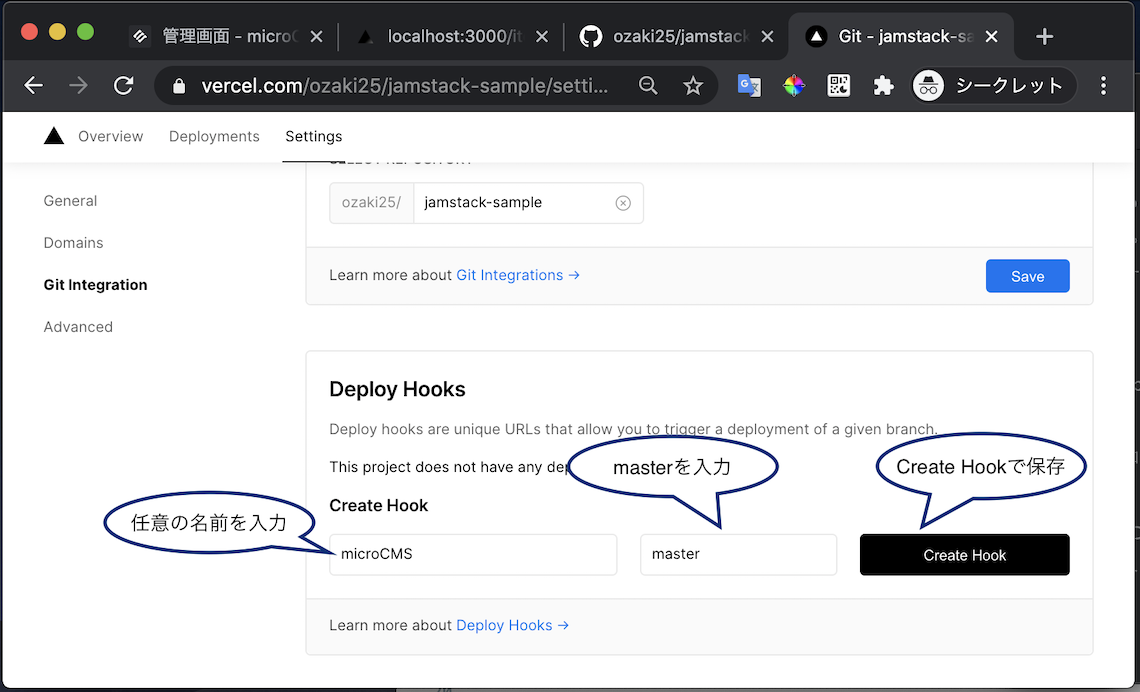 管理画面 - micro
localhost:3000/it
ozaki25/jamstack
Git - jamstack-sa
vercel.com/ozaki25/jamstack-sample/setti...
シークレット
Overview
Deployments
Settings
General
Domains
Git Integration
Advanced
SELECT REPOSITORY
ozaki25/
jamstack-sample
Learn more about Git Integrations →
Save
Deploy Hooks
Deploy hooks are unique URLs that allow you to trigger a deployment of a given branch.
This project does not have any dep
masterを入力
Create Hookで保存
Create Hook
任意の名前を入力
microCMS
master
Create Hook
Learn more about Deploy Hooks →